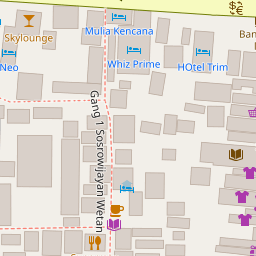 $€
Mulia Kencana
Ban
Skylounge
Neo
Whiz Prime
HOtel Trim
Gang 1 Sosrowijayan Wetan